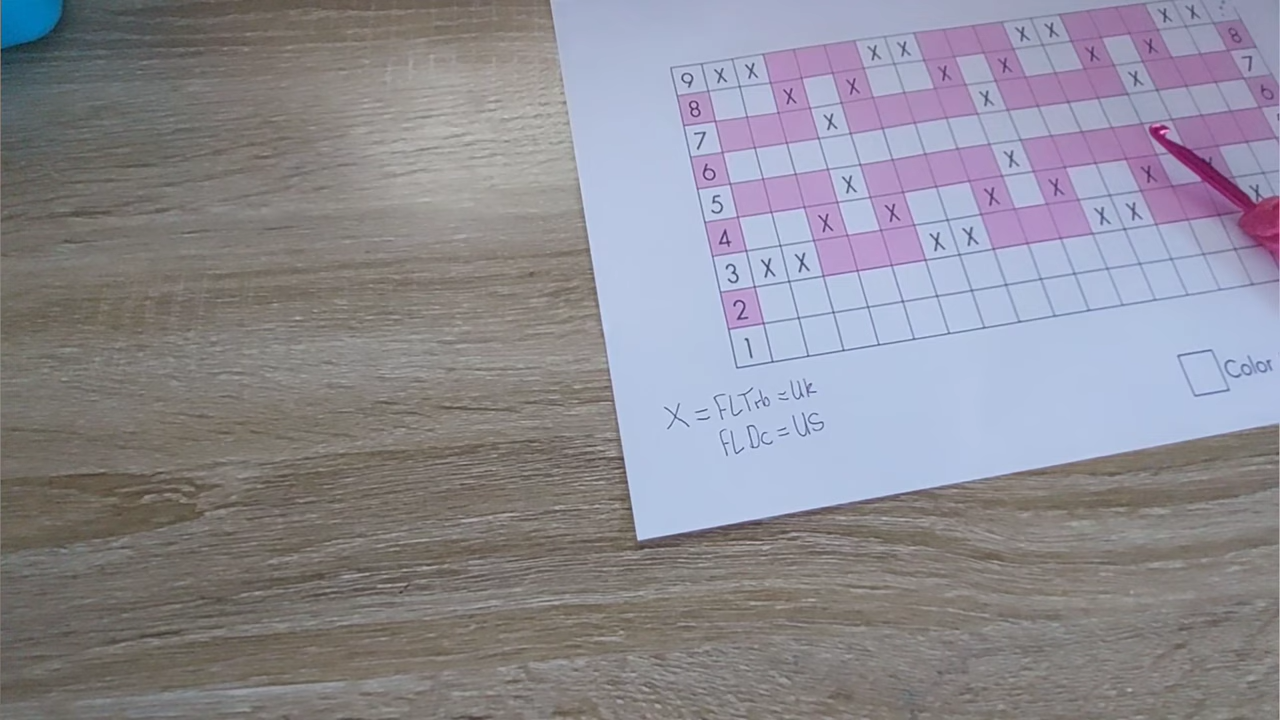 9 X X X X X X X X
8 X X X X X X 8
7 X X X 7
6 6
5 X X
4 X X X X X
3 X X X X X X X
2
1
X = FLTrb = UK
FLDc = US
Color